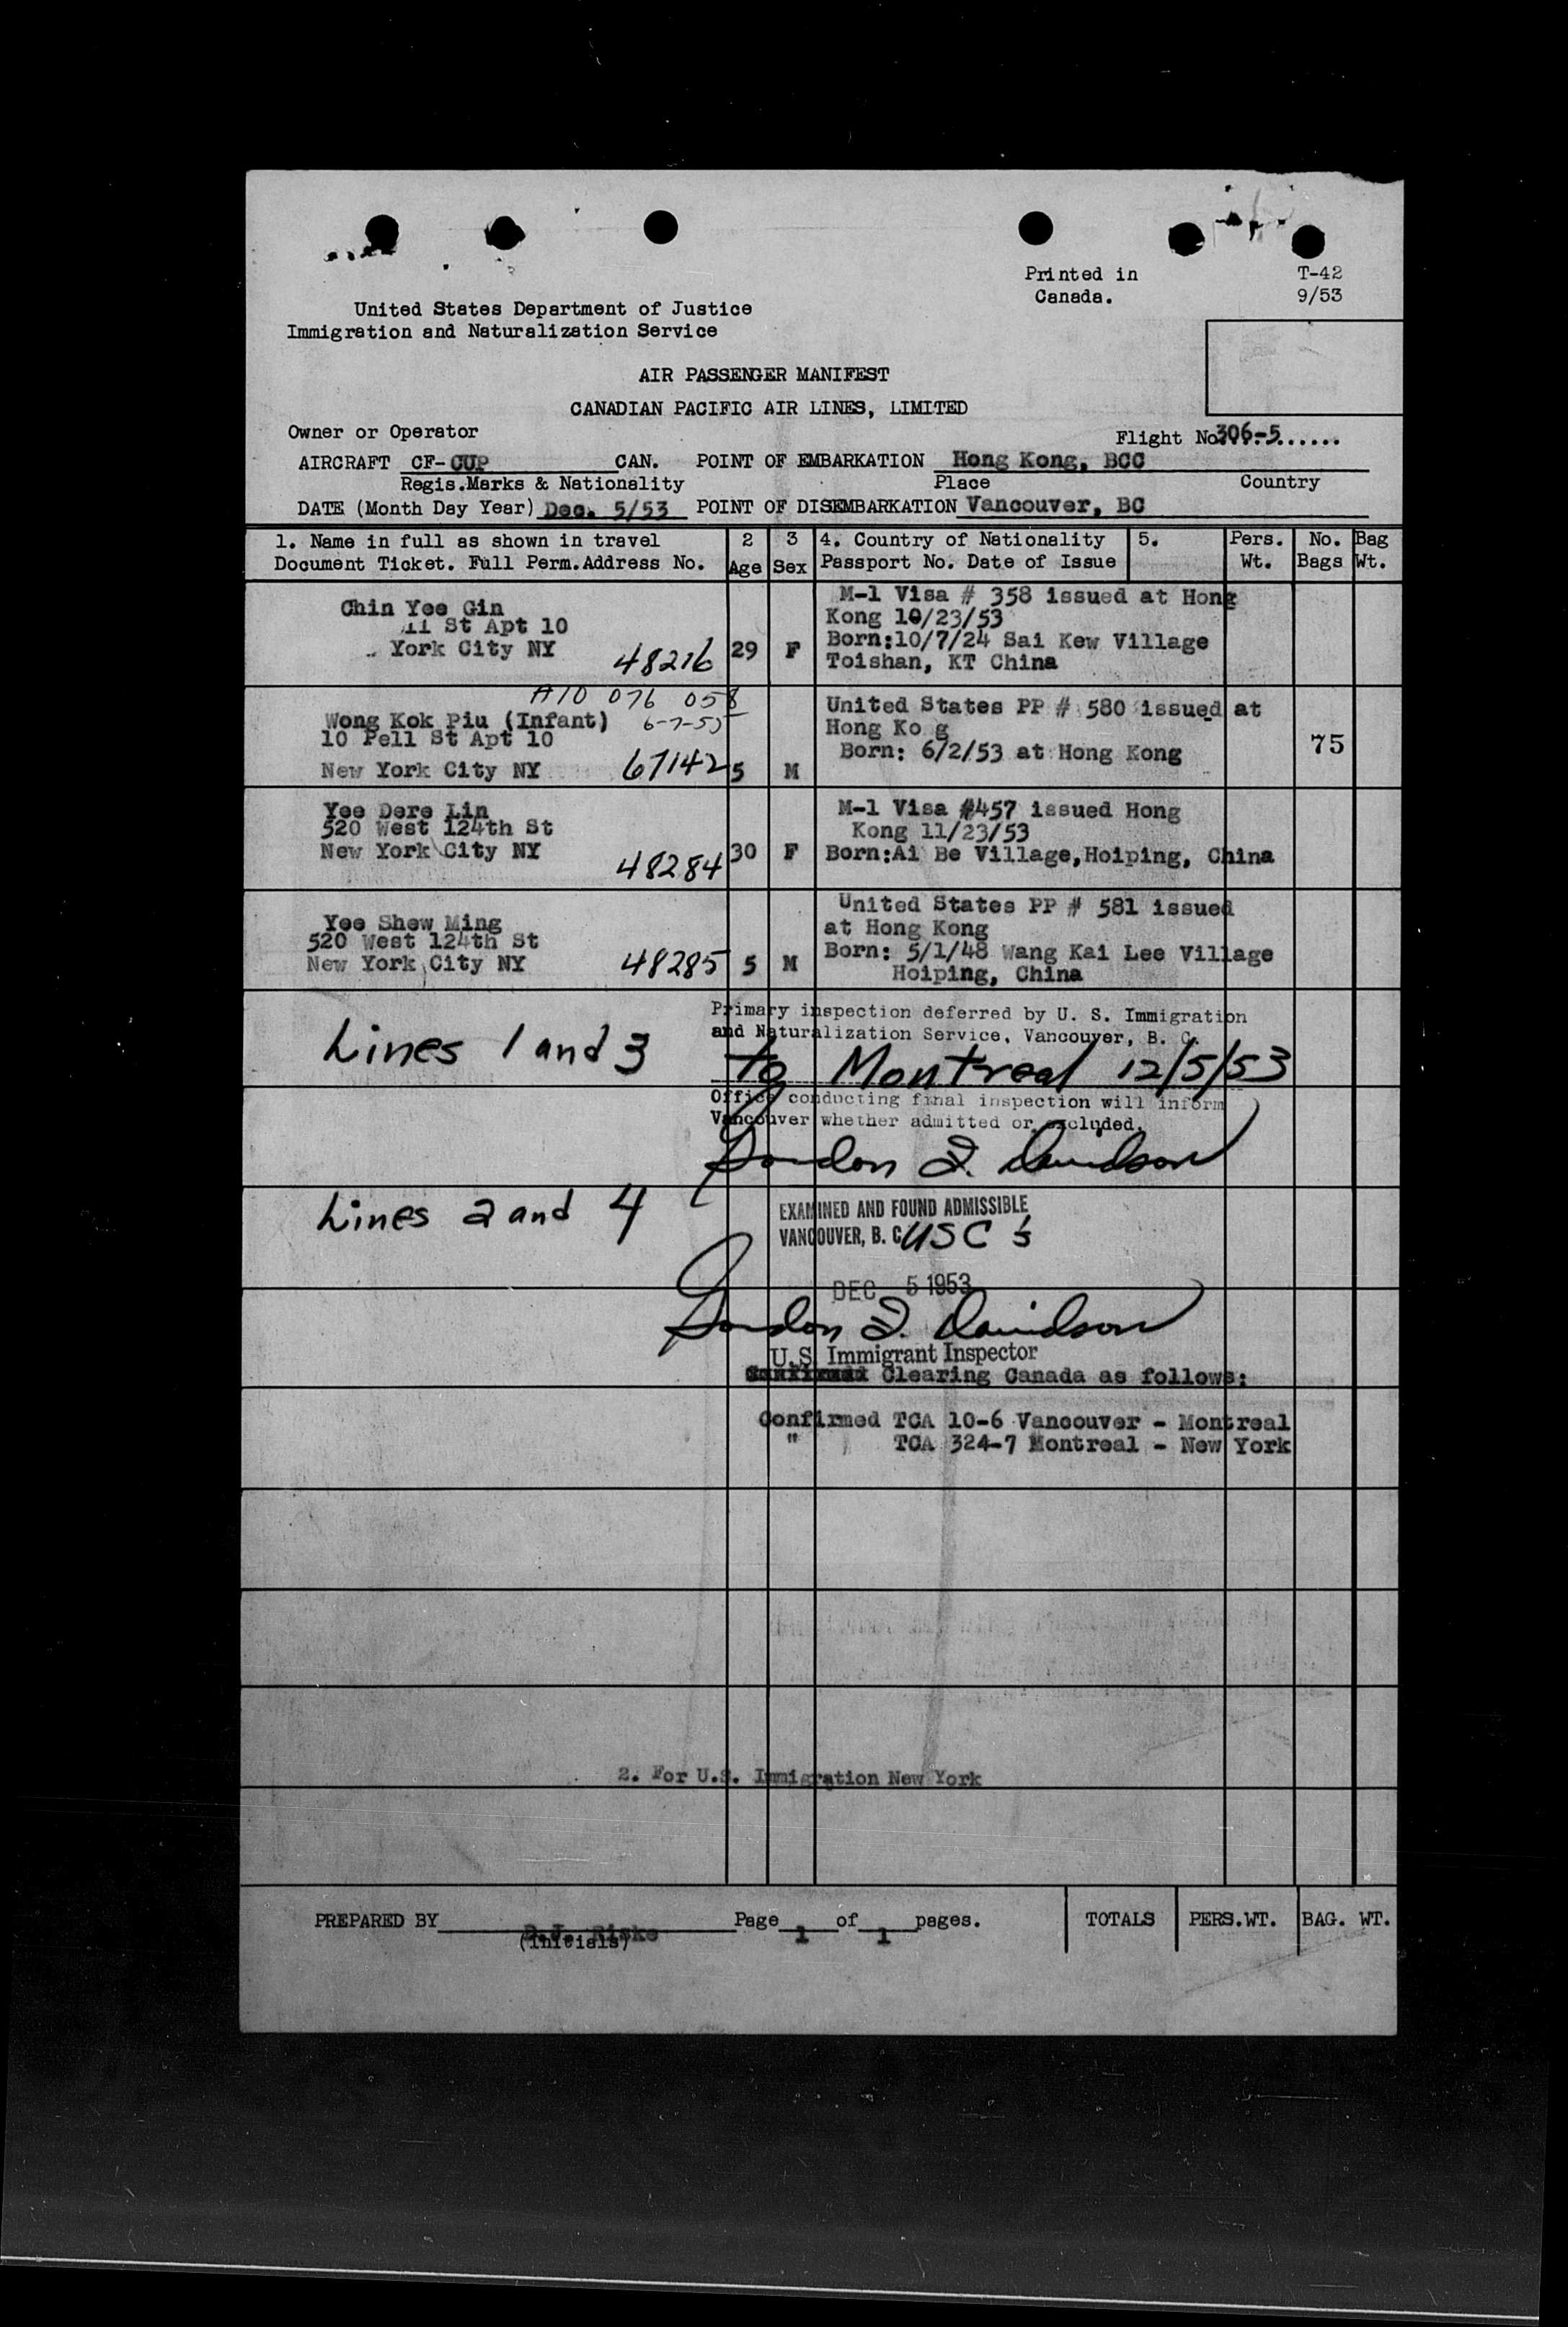 Printed in
Canada.
T-42
9/53
United States Department of Justice
Immigration and Naturalization Service
AIR PASSENGER MANIFEST
CANADIAN PACIFIC AIR LINES, LIMITED
Owner or Operator
Flight No. 306-5......
AIRCRAFT CF-CUP CAN. POINT OF EMBARKATION Hong Kong, BCC
Regis.Marks & Nationality Place Country
DATE (Month Day Year) Dec. 5/53 POINT OF DISEMBARKATION Vancouver, BC
1. Name in full as shown in travel 2 3 4. Country of Nationality 5. Pers. No. Bag
Document Ticket. Full Perm.Address No. Age Sex Passport No. Date of Issue Wt. Bags Wt.
Chin Yee Gin
11 St Apt 10
York City NY 48216 29 F
M-1 Visa # 358 issued at Hong
Kong 10/23/53
Born:10/7/24 Sai Kew Village
Toishan, KT China
A10 076 058
Wong Kok Piu (Infant) 6-7-55
10 Pell St Apt 10
New York City NY 67142 5 M
United States PP # 580 issued at
Hong Ko g
Born: 6/2/53 at Hong Kong
75
Yee Dere Lin
520 West 124th St
New York City NY 48284 30 F
M-1 Visa #457 issued Hong
Kong 11/23/53
Born:Ai Be Village,Hoiping, China
Yee Shew Ming
520 West 124th St
New York City NY 48285 5 M
United States PP # 581 issued
at Hong Kong
Born: 5/1/48 Wang Kai Lee Village
Hoiping, China
Lines 1 and 3
Primary inspection deferred by U. S. Immigration
and Naturalization Service, Vancouver, B. C.
to Montreal 12/5/53
Office conducting final inspection will inform
Vancouver whether admitted or excluded.
Gordon I. Davidson
Lines 2 and 4
EXAMINED AND FOUND ADMISSIBLE
VANCOUVER, B. C. USC's
DEC 5 1953
Gordon I. Davidson
U.S. Immigrant Inspector
Clearing Canada as follows:
Confirmed TCA 10-6 Vancouver - Montreal
" TCA 324-7 Montreal - New York
2. For U.S. Immigration New York
PREPARED BY Page 1 of 1 pages. TOTALS PERS.WT. BAG. WT.
(Initials)